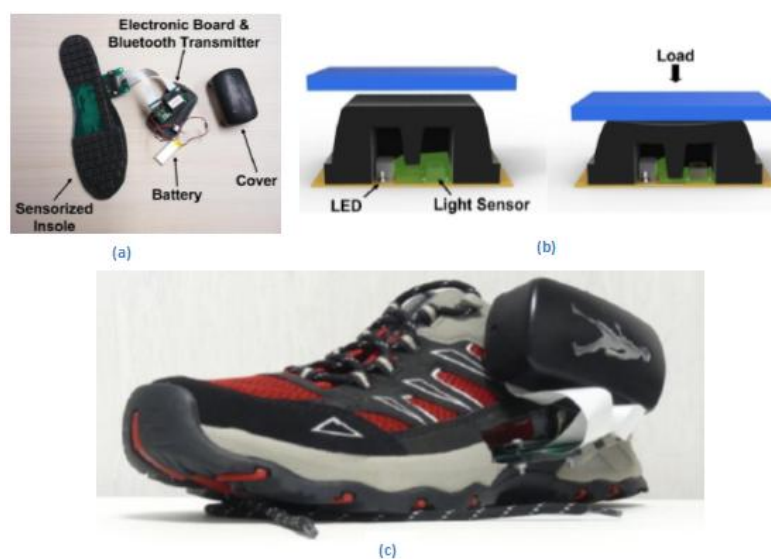 Electronic Board &
Bluetooth Transmitter
Sensorized
Insole
Battery
Cover
(a)
Load
LED
Light Sensor
(b)
(c)